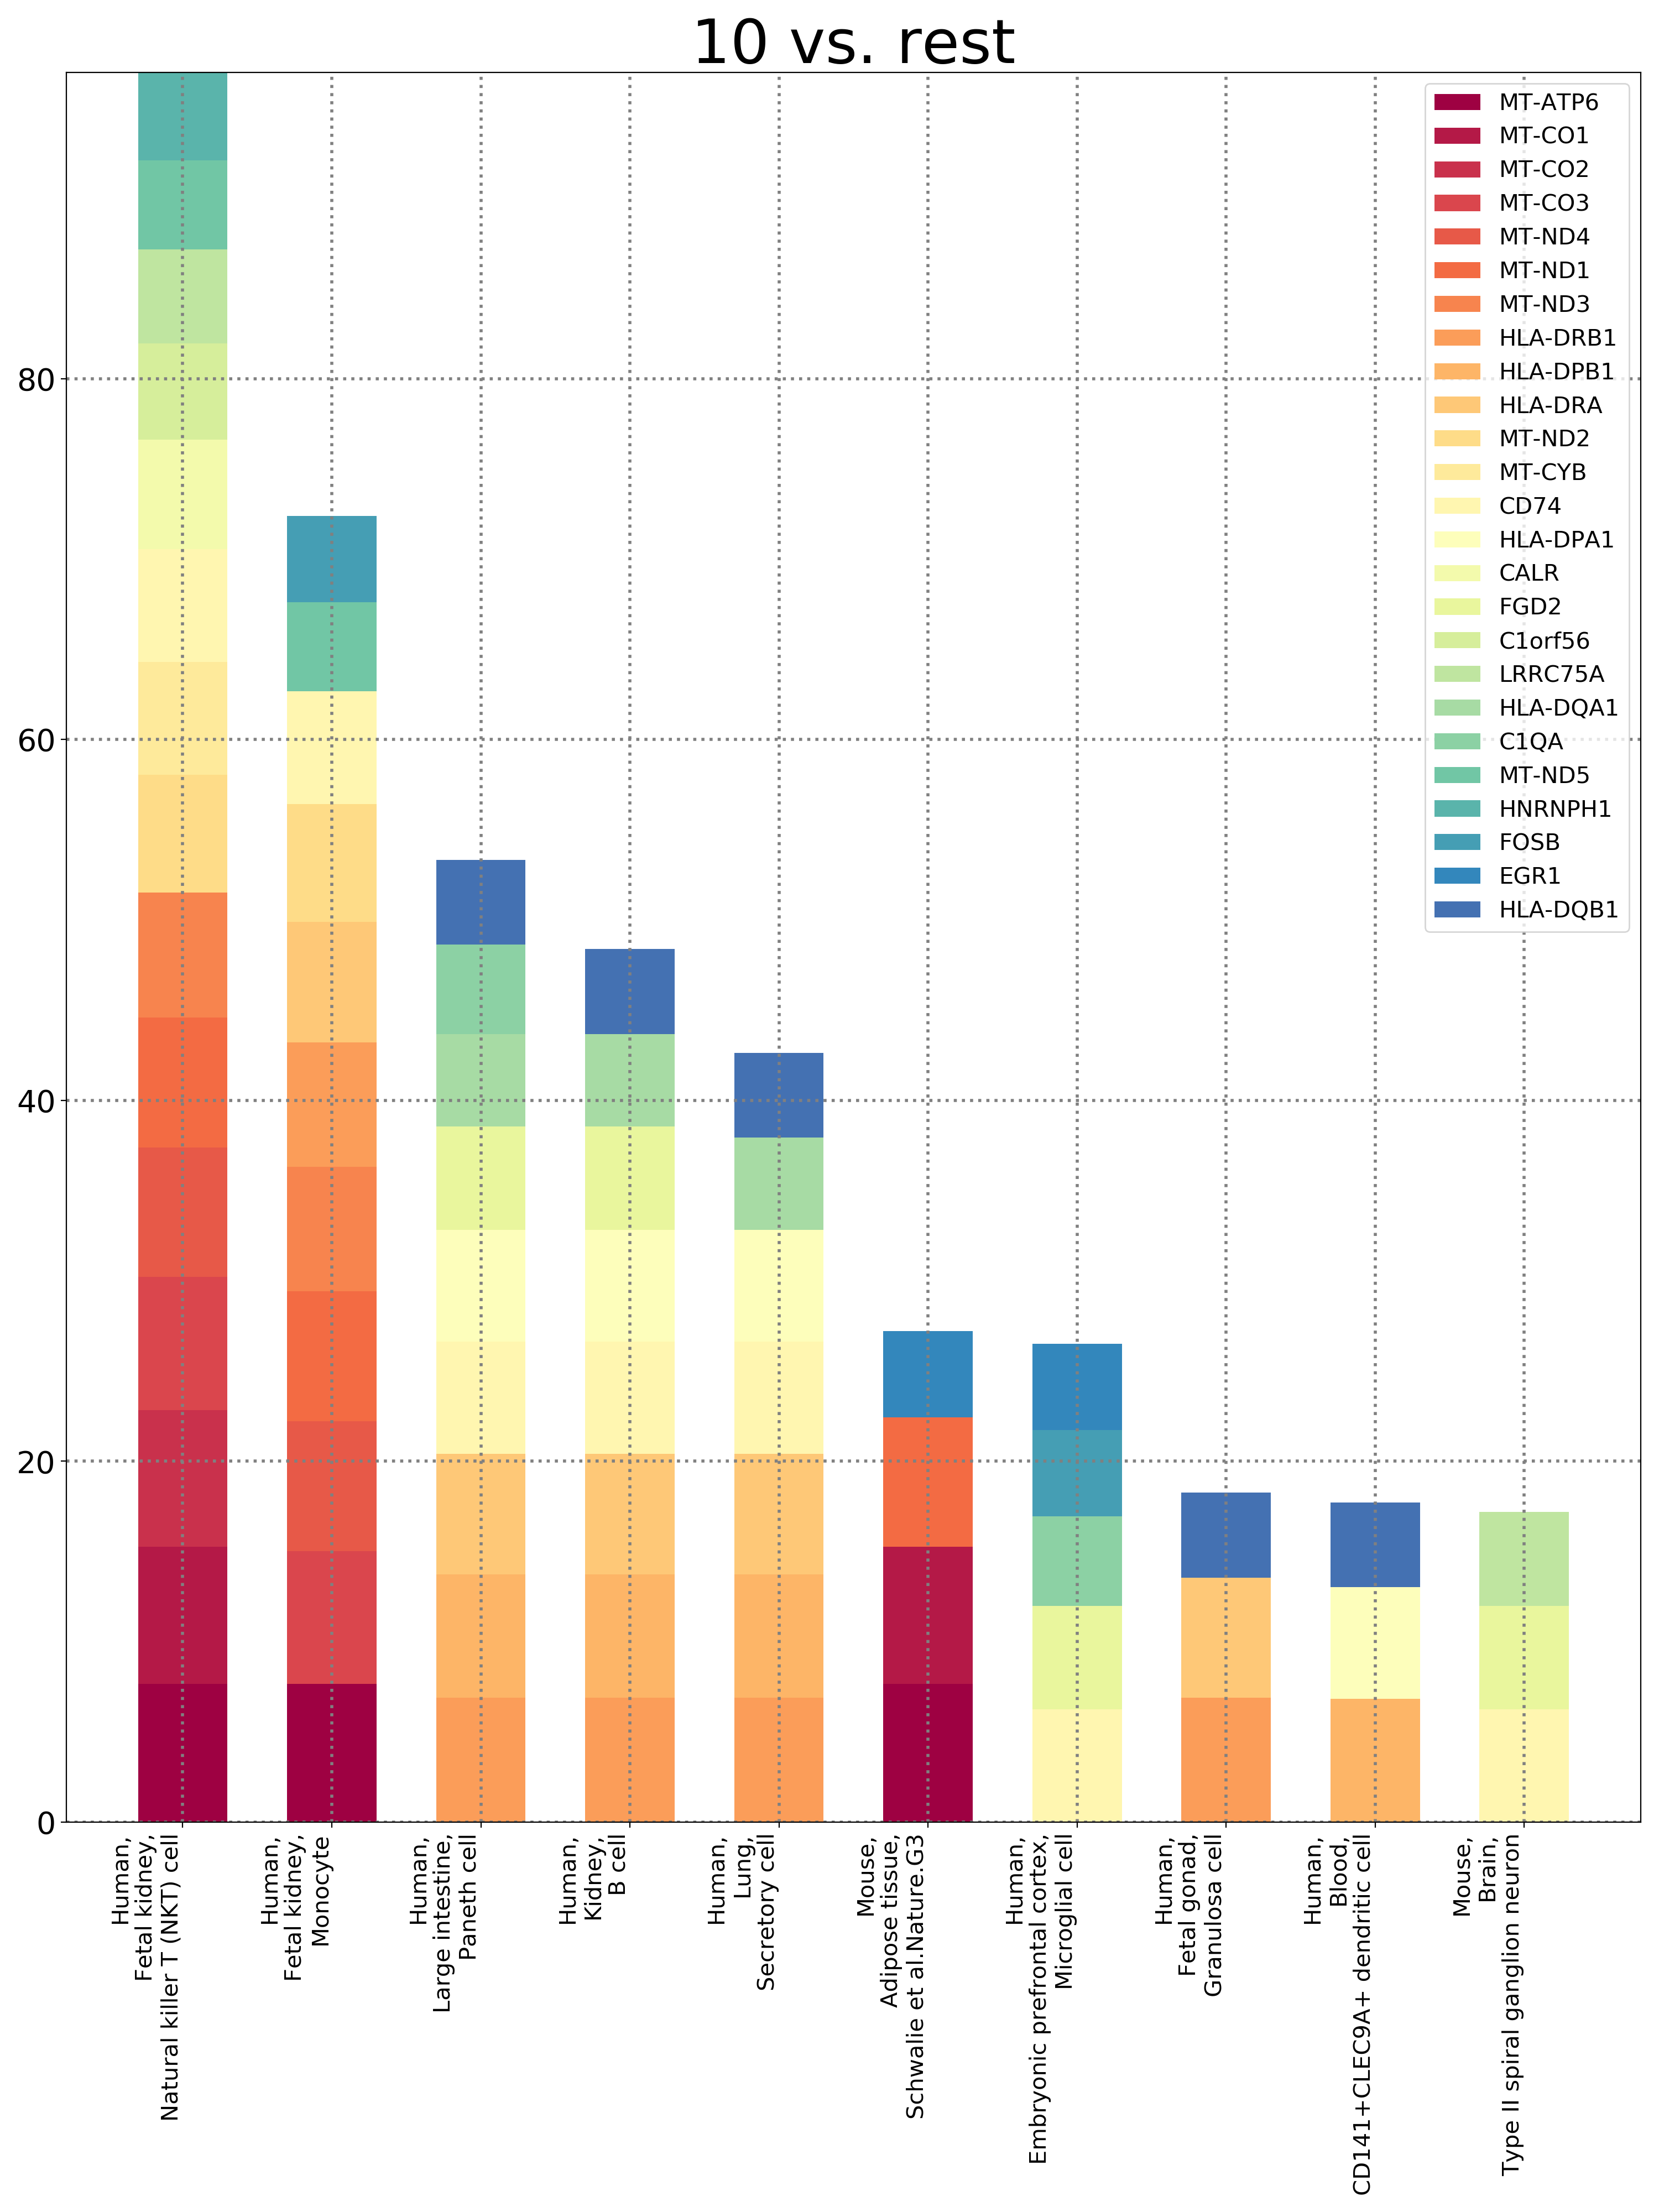 10 vs. rest
80
60
40
20
0
MT-ATP6
MT-CO1
MT-CO2
MT-CO3
MT-ND4
MT-ND1
MT-ND3
HLA-DRB1
HLA-DPB1
HLA-DRA
MT-ND2
MT-CYB
CD74
HLA-DPA1
CALR
FGD2
C1orf56
LRRC75A
HLA-DQA1
C1QA
MT-ND5
HNRNPH1
FOSB
EGR1
HLA-DQB1
Human,
Fetal kidney,
Natural killer T (NKT) cell
Human,
Fetal kidney,
Monocyte
Human,
Large intestine,
Paneth cell
Human,
Kidney,
B cell
Human,
Lung,
Secretory cell
Mouse,
Adipose tissue,
Schwalie et al.Nature.G3
Human,
Embryonic prefrontal cortex,
Microglial cell
Human,
Fetal gonad,
Granulosa cell
Human,
Blood,
CD141+CLEC9A+ dendritic cell
Mouse,
Brain,
Type II spiral ganglion neuron